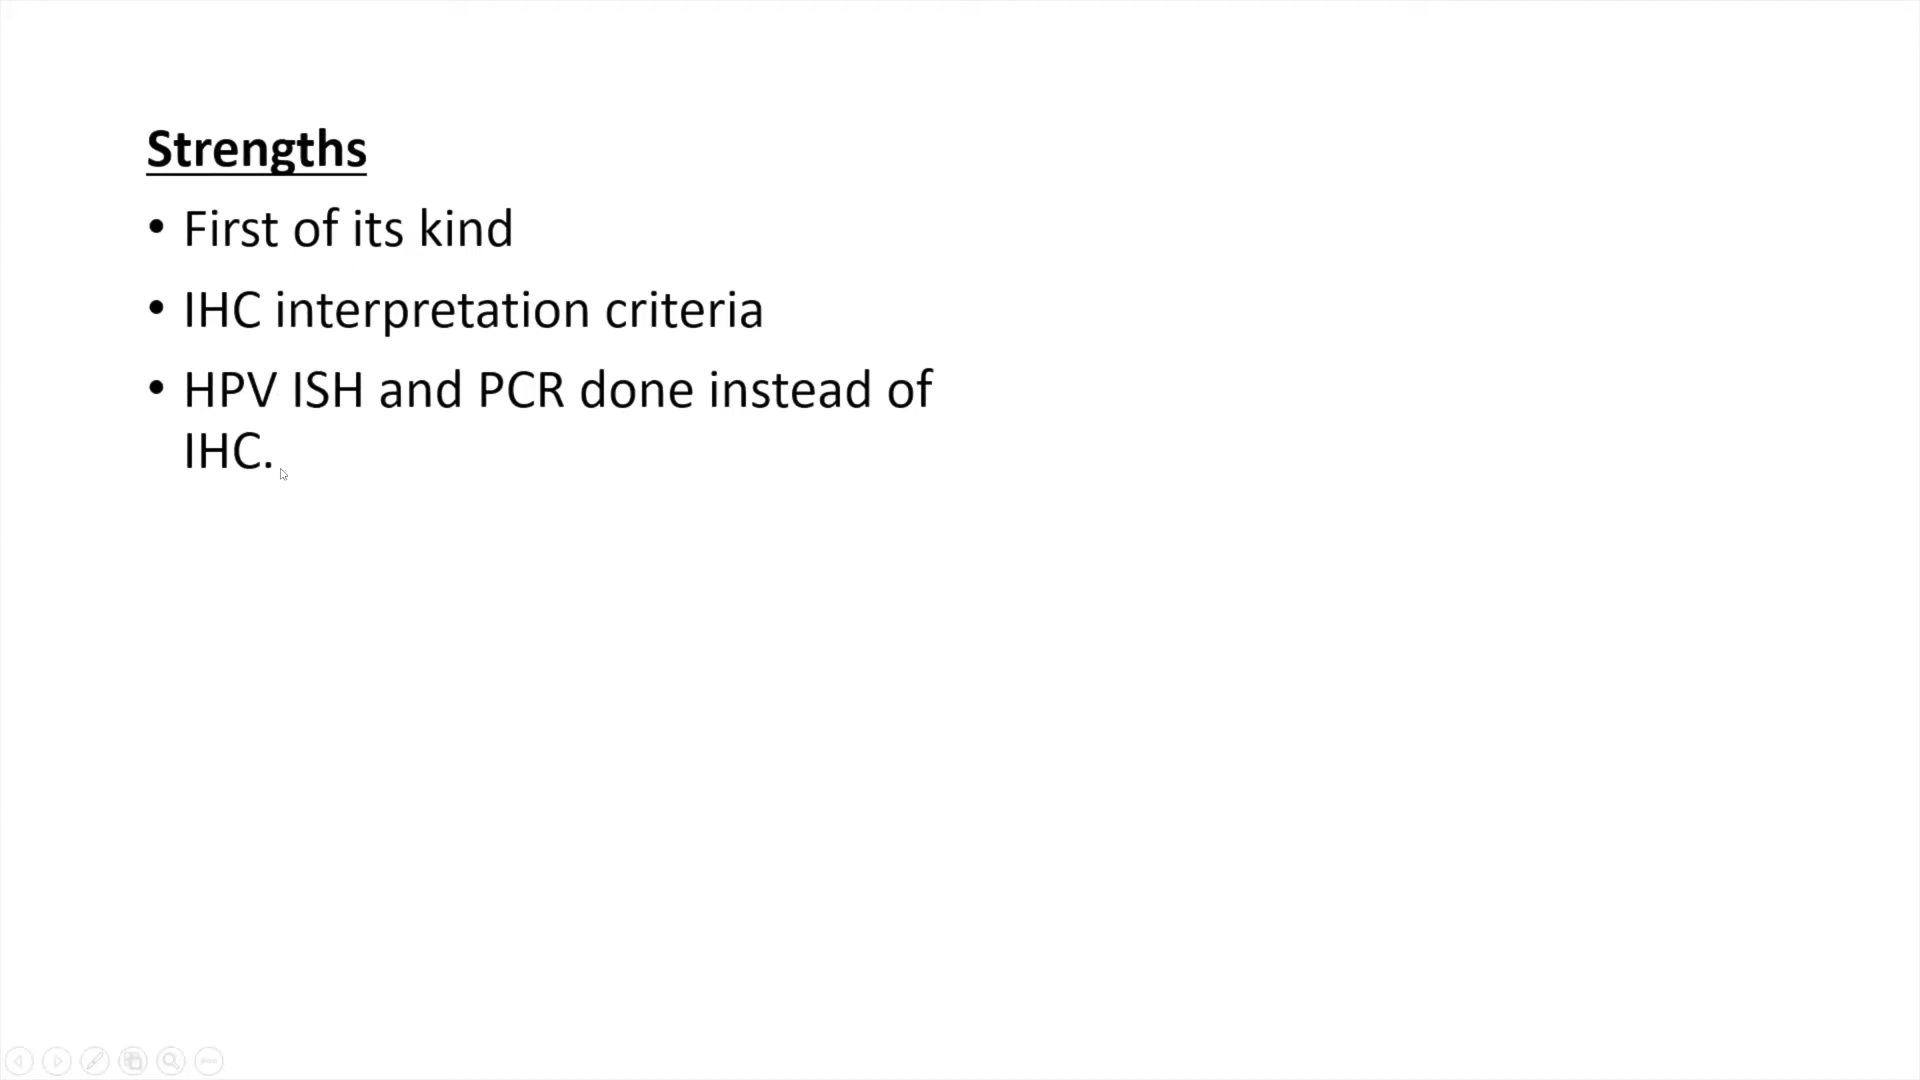 Strengths
• First of its kind
• IHC interpretation criteria
• HPV ISH and PCR done instead of
IHC.